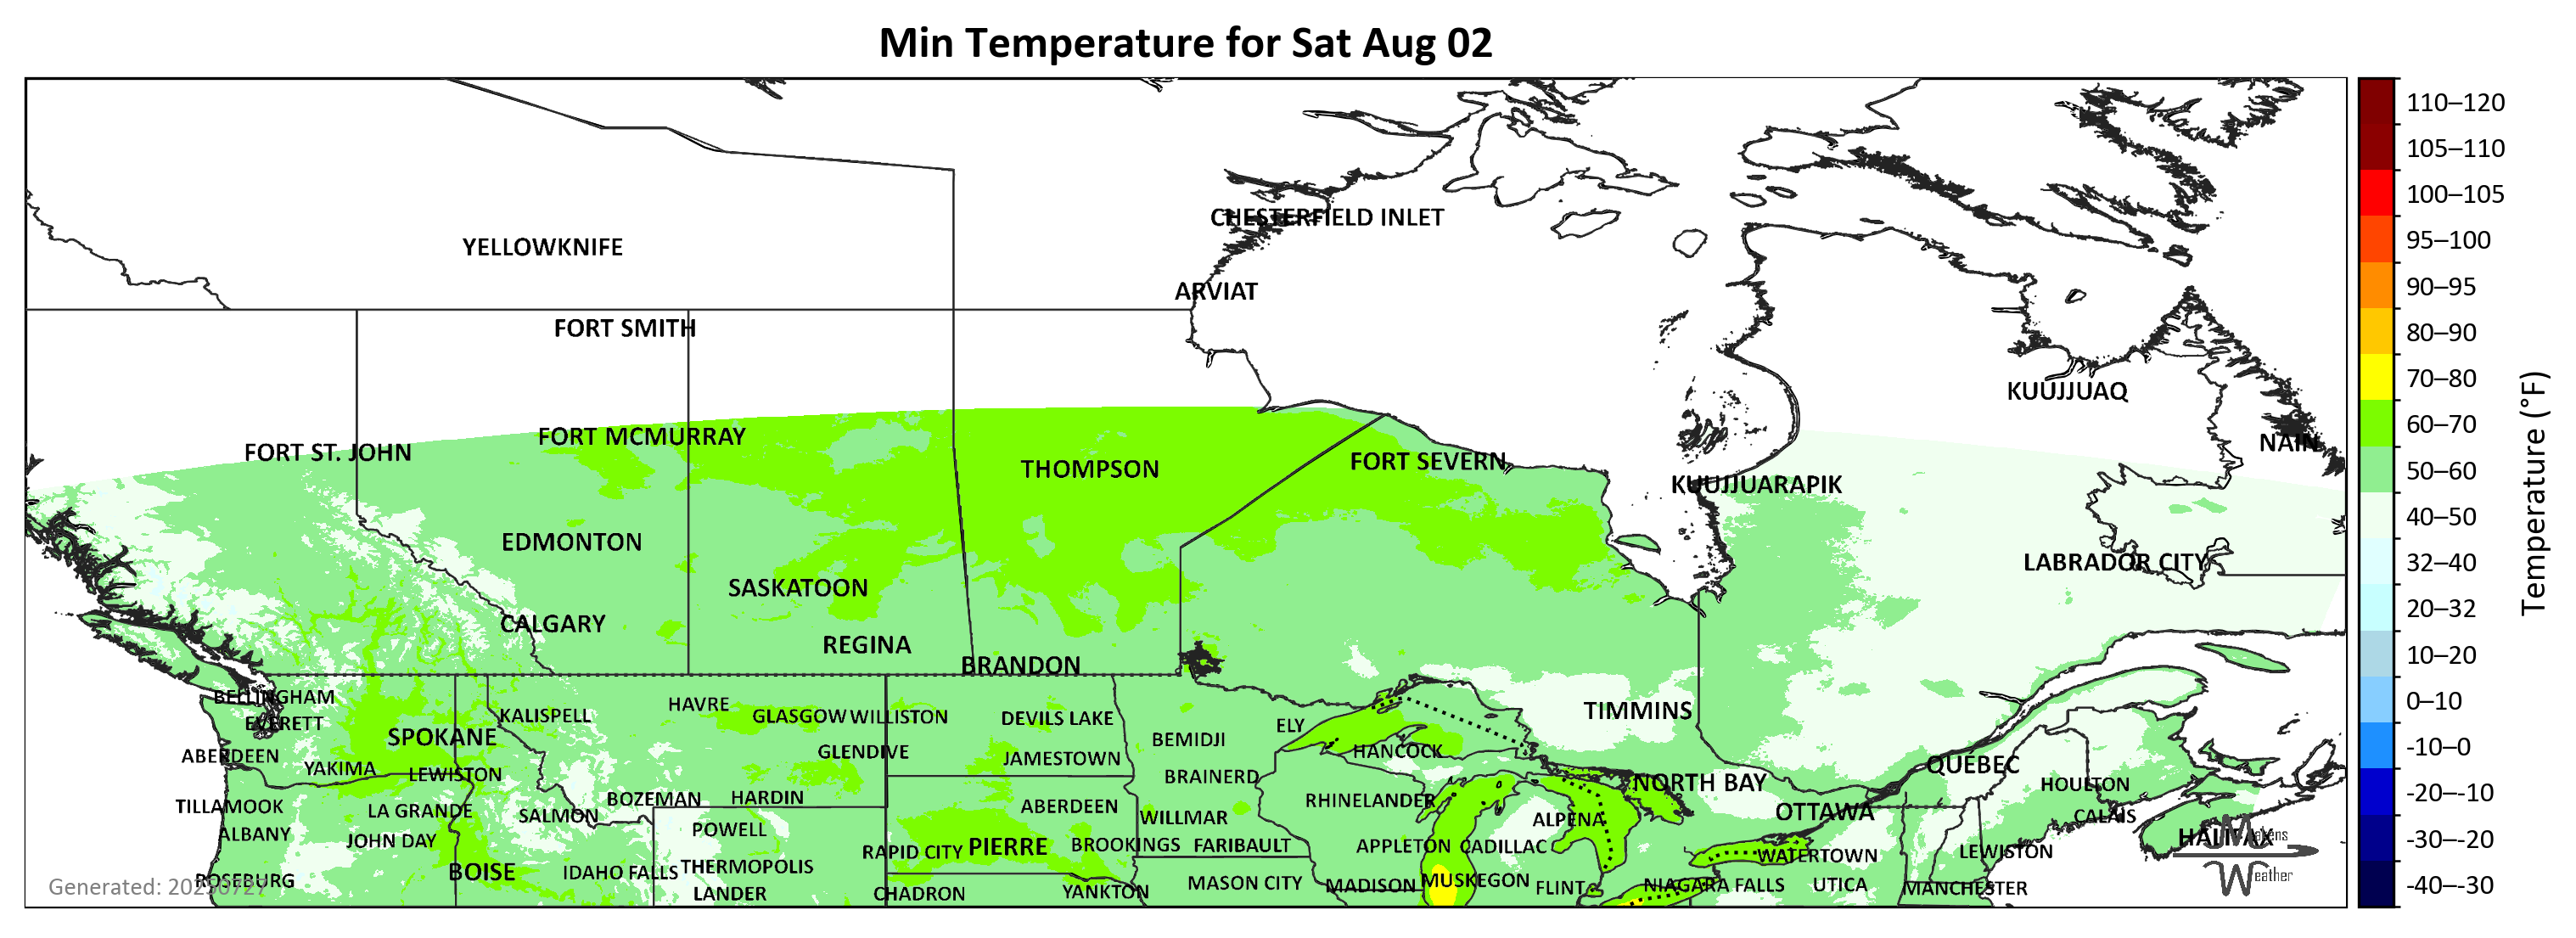 Min Temperature for Sat Aug 02
110–120
105–110
CHESTERFIELD INLET
100–105
YELLOWKNIFE
95–100
ARVIAT
90–95
FORT SMITH
80–90
70–80
KUUJJUAQ
60–70
FORT MCMURRAY
NAIN
FORT ST. JOHN
THOMPSON
FORT SEVERN
50–60
KUUJJUARAPIK
40–50
EDMONTON
LABRADOR CITY
32–40
SASKATOON
20–32
CALGARY
REGINA
BRANDON
10–20
BELLINGHAM
HAVRE
0–10
KALISPELL
GLASGOW
WILLISTON
DEVILS LAKE
TIMMINS
EVERETT
ELY
SPOKANE
BEMIDJI
-10–0
ABERDEEN
GLENDIVE
JAMESTOWN
HANCOCK
YAKIMA
LEWISTON
BRAINERD
QUEBEC
NORTH BAY
HOULTON
-20–-10
TILLAMOOK
LA GRANDE
SALMON
BOZEMAN
HARDIN
ABERDEEN
RHINELANDER
OTTAWA
ALBANY
JOHN DAY
POWELL
WILLMAR
ALPENA
CALAIS
-30–-20
RAPID CITY
PIERRE
BROOKINGS
FARIBAULT
APPLETON
CADILLAC
WATERTOWN
LEWISTON
HALIFAX
Makens
Weather
ROSEBURG
BOISE
IDAHO FALLS
THERMOPOLIS
LANDER
CHADRON
YANKTON
MASON CITY
MADISON
MUSKEGON
FLINT
NIAGARA FALLS
UTICA
MANCHESTER
-40–-30
Generated: 20250727
Temperature (°F)